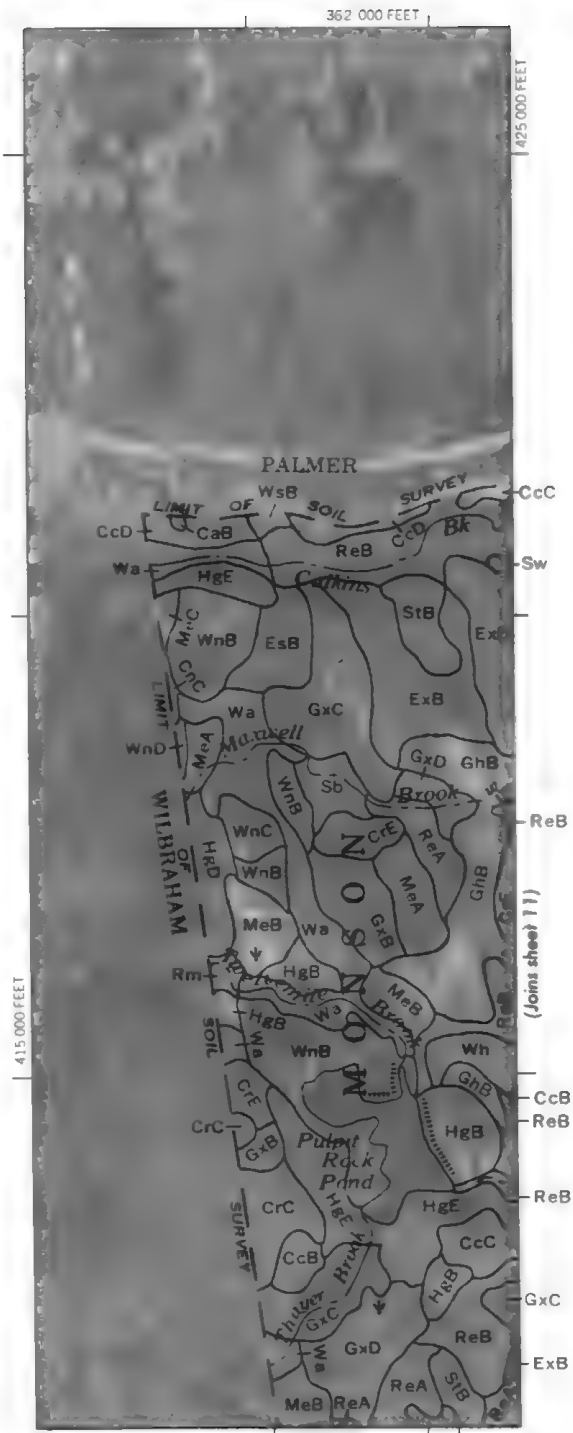 362 000 FEET
425 000 FEET
PALMER
CcC
LIMIT OF SOIL SURVEY
WsB
CcD
CaB
CcD
Bk
ReB
Wa
Sw
HgE
Calkins
StB
MeC
WnB
EsB
ExB
CnC
LIMIT
Wa
GxC
ExB
WnD
MeA
Maxwell
GxD
GhB
WnB
Sb
Brook
ReB
WILBRAHAM
OF
HgD
WnC
CrE
ReA
WnB
MeA
GhB
MONSON
MeB
Wa
GxB
(Joins sheet 11)
Rm
HgB
MeB
Wa
Brook
415 000 FEET
SOIL
HgB
Wa
WnB
Wh
GhB
CcB
CrE
ReB
CrC
GxB
HgB
Pulpit
Rock
Pond
HgE
HgE
ReB
SURVEY
CrC
CcC
CcB
Brook
HgB
Thayer
GxC
GxC
Wa
GxD
ReB
ExB
ReA
StB
MeB
ReA